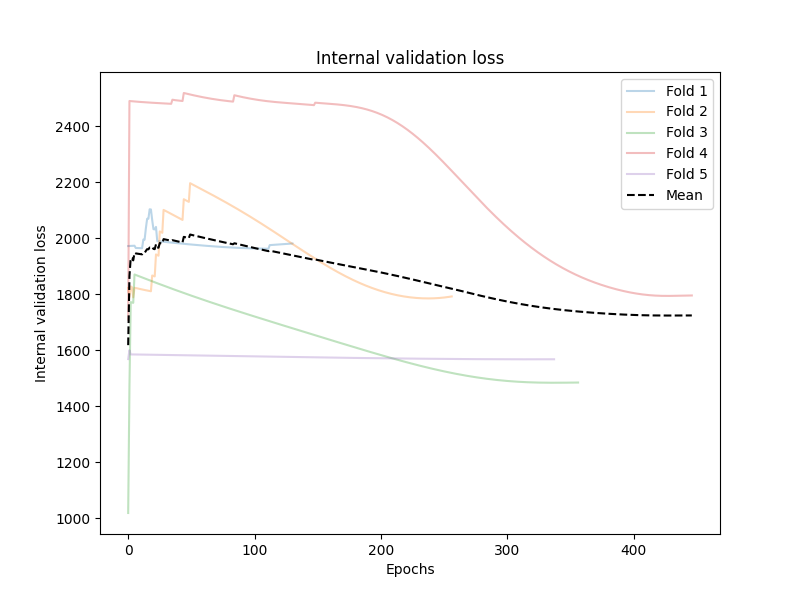 Internal validation loss
Fold 1
Fold 2
Fold 3
Fold 4
Fold 5
Mean
2400
2200
2000
1800
1600
1400
1200
1000
Internal validation loss
0 100 200 300 400
Epochs